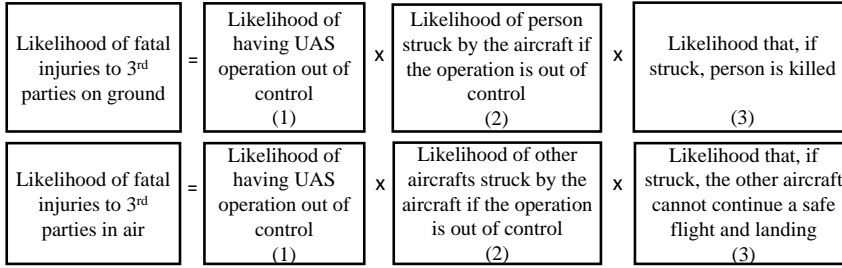 Likelihood of fatal
injuries to 3rd
parties on ground
=
Likelihood of
having UAS
operation out of
control
(1)
x
Likelihood of person
struck by the aircraft if
the operation is out of
control
(2)
x
Likelihood that, if
struck, person is killed
(3)
Likelihood of fatal
injuries to 3rd
parties in air
=
Likelihood of
having UAS
operation out of
control
(1)
x
Likelihood of other
aircrafts struck by the
aircraft if the operation
is out of control
(2)
x
Likelihood that, if
struck, the other aircraft
cannot continue a safe
flight and landing
(3)